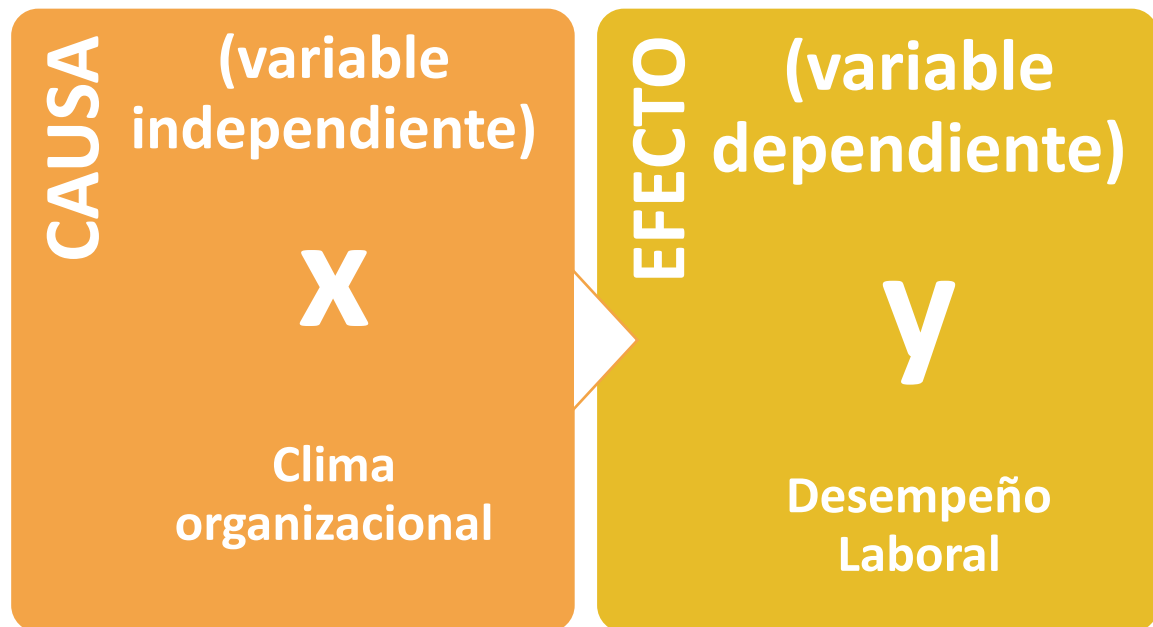 CAUSA
(variable
independiente)
x
Clima
organizacional
EFECTO
(variable
dependiente)
y
Desempeño
Laboral